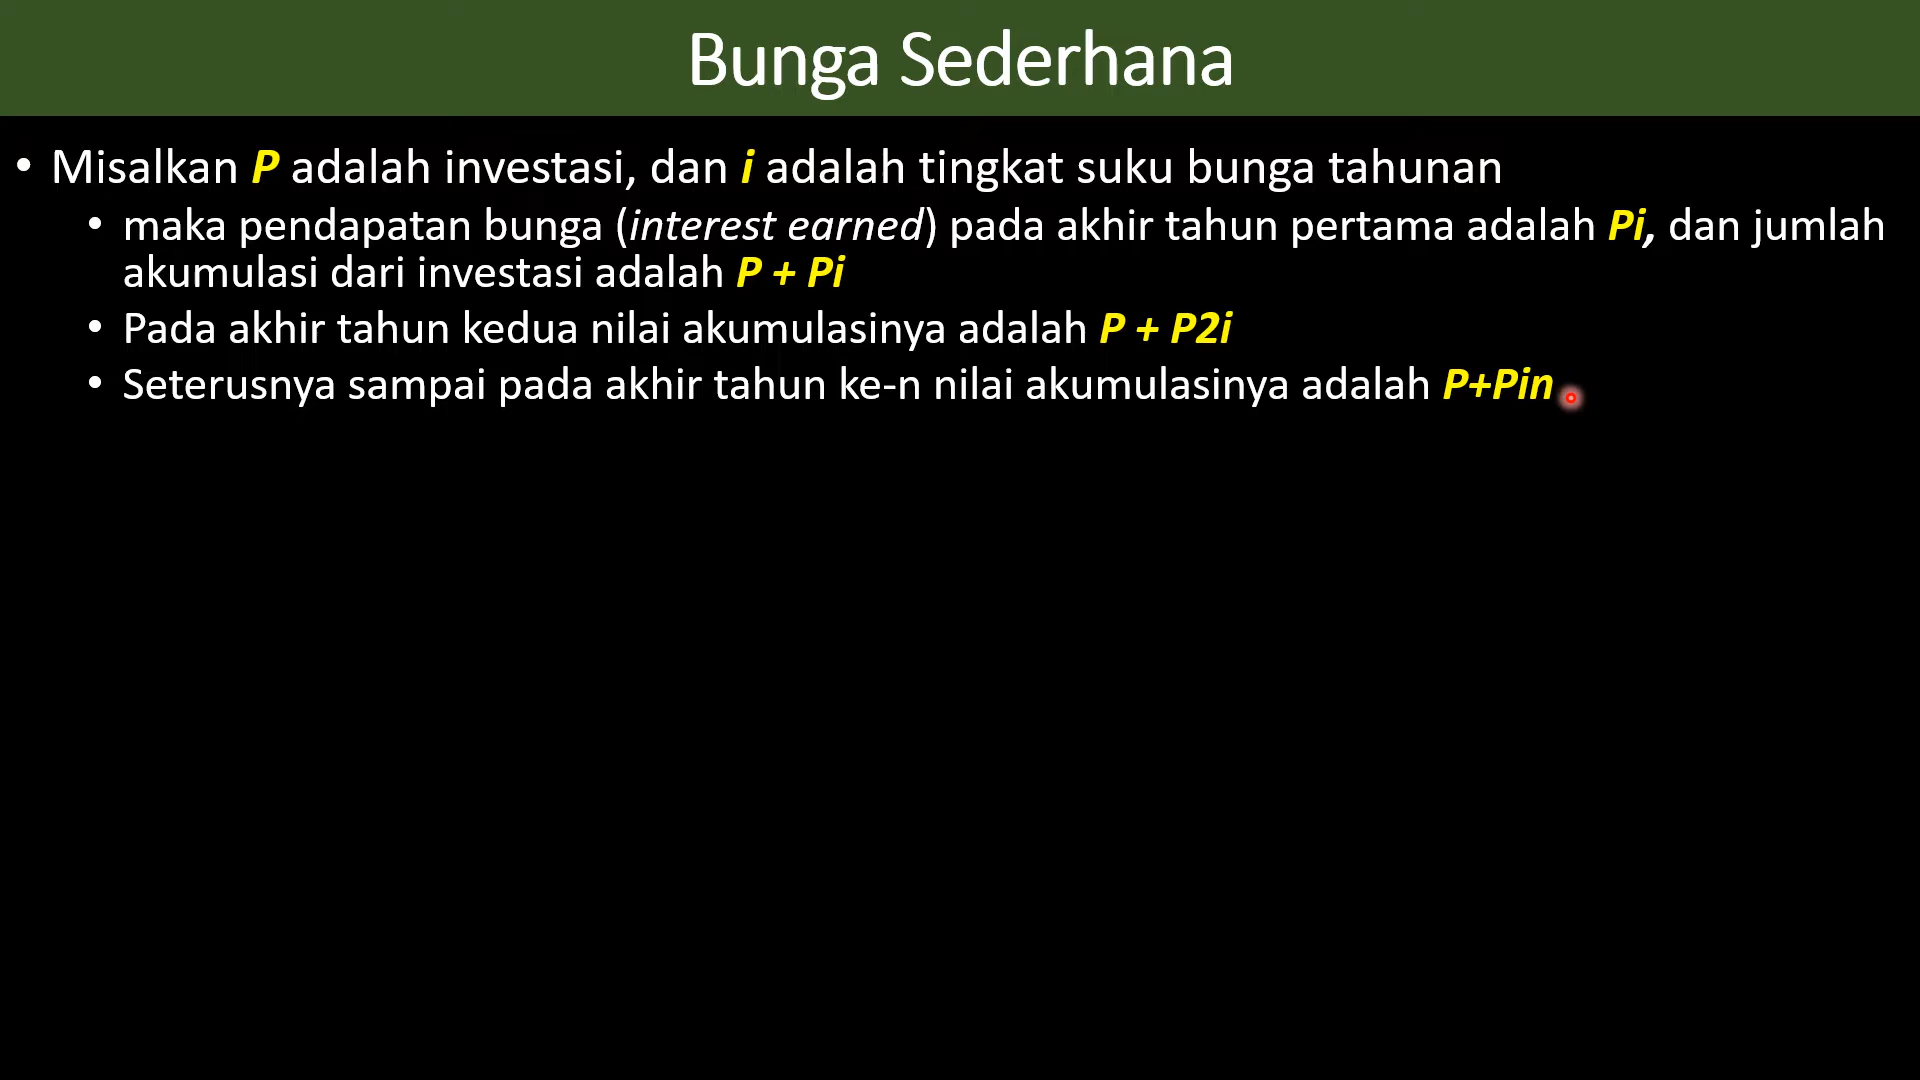 Bunga Sederhana
• Misalkan P adalah investasi, dan i adalah tingkat suku bunga tahunan
• maka pendapatan bunga (interest earned) pada akhir tahun pertama adalah Pi, dan jumlah
akumulasi dari investasi adalah P + Pi
• Pada akhir tahun kedua nilai akumulasinya adalah P + P2i
• Seterusnya sampai pada akhir tahun ke-n nilai akumulasinya adalah P+Pin